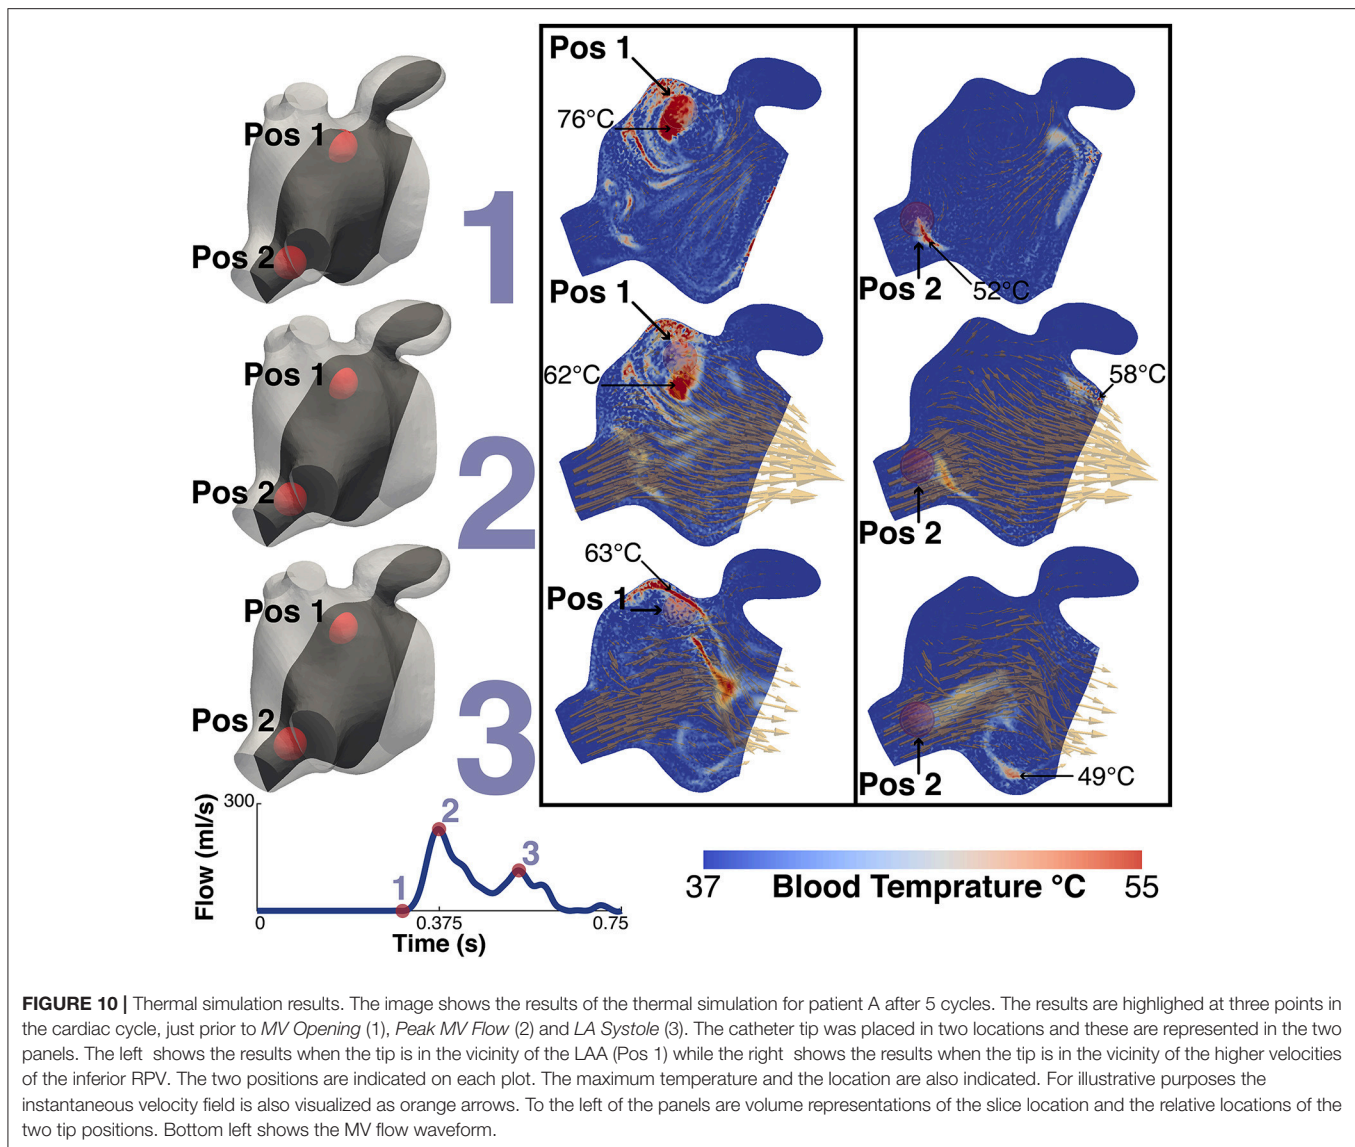 Pos 1
Pos 2
1
Pos 1
76°C
Pos 2
52°C
Pos 1
Pos 2
2
Pos 1
62°C
58°C
Pos 2
Pos 1
Pos 2
3
63°C
Pos 1
Pos 2
49°C
300
Flow (ml/s)
1
2
3
0
0.375
0.75
Time (s)
37
Blood Temprature °C
55
FIGURE 10 | Thermal simulation results. The image shows the results of the thermal simulation for patient A after 5 cycles. The results are highlighed at three points in
the cardiac cycle, just prior to MV Opening (1), Peak MV Flow (2) and LA Systole (3). The catheter tip was placed in two locations and these are represented in the two
panels. The left shows the results when the tip is in the vicinity of the LAA (Pos 1) while the right shows the results when the tip is in the vicinity of the higher velocities
of the inferior RPV. The two positions are indicated on each plot. The maximum temperature and the location are also indicated. For illustrative purposes the
instantaneous velocity field is also visualized as orange arrows. To the left of the panels are volume representations of the slice location and the relative locations of the
two tip positions. Bottom left shows the MV flow waveform.